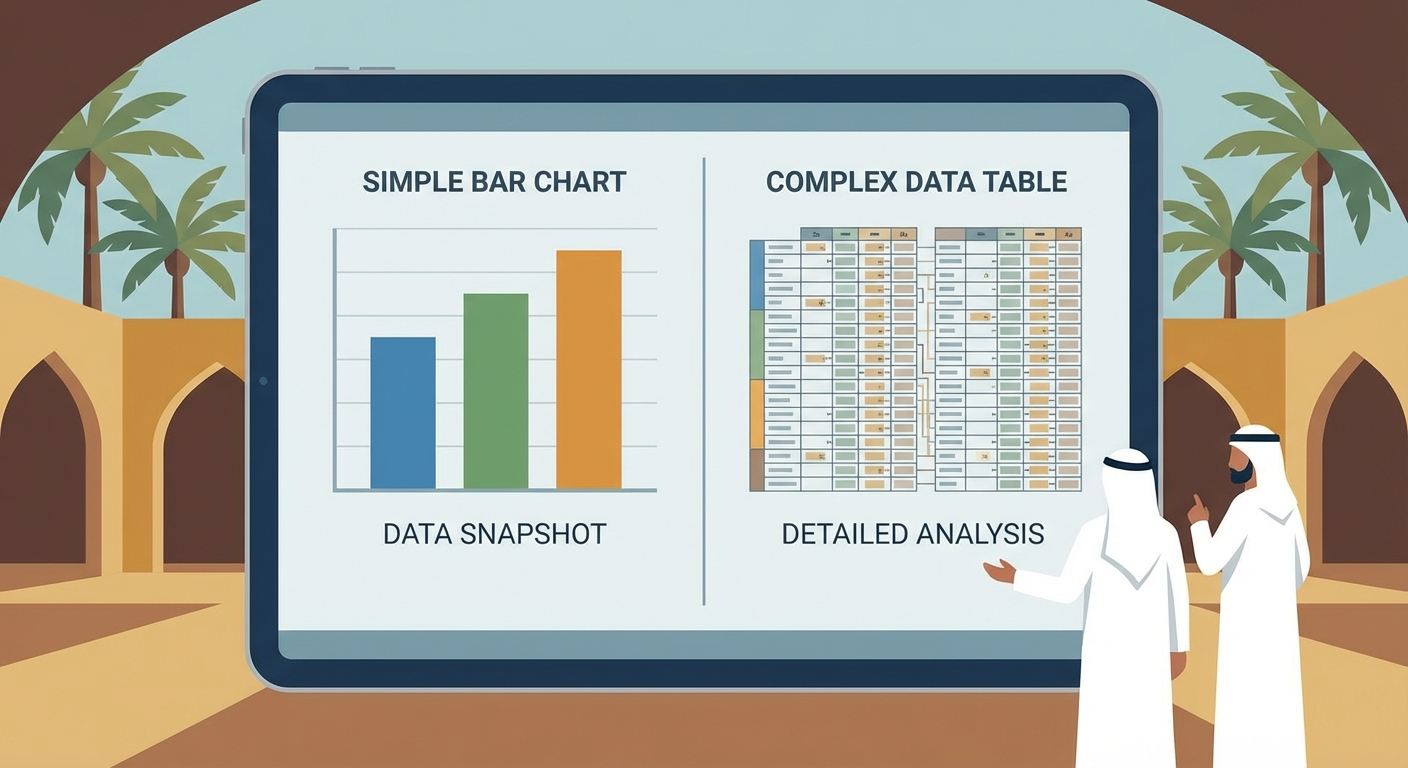 SIMPLE BAR CHART
DATA SNAPSHOT
COMPLEX DATA TABLE
DETAILED ANALYSIS